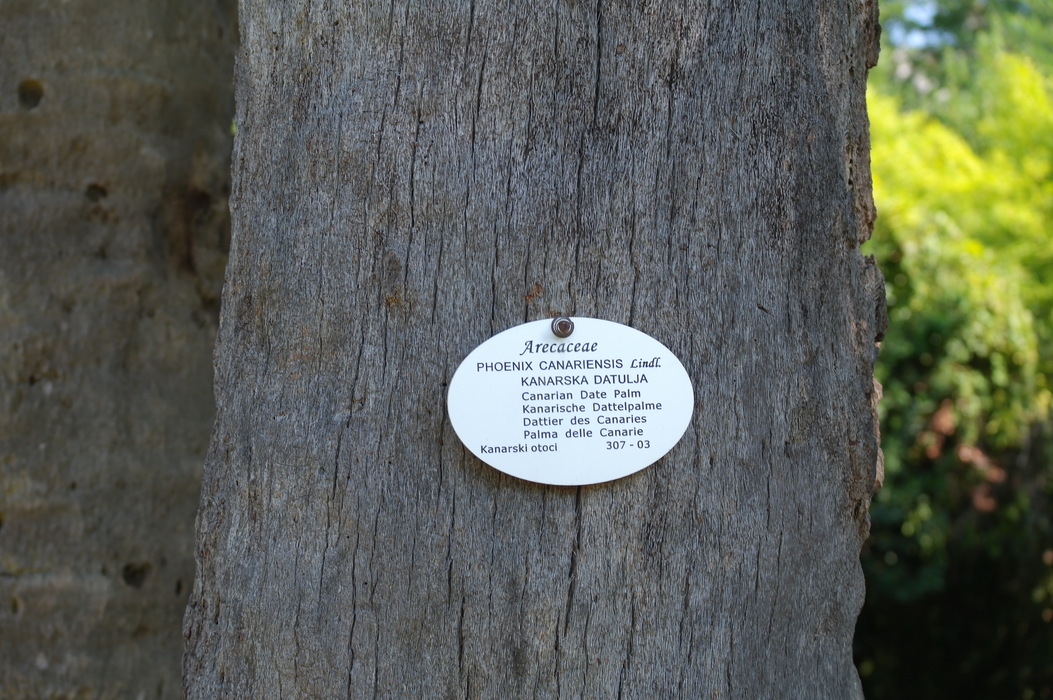 Arecaceae
PHOENIX CANARIENSIS Lindl.
KANARSKA DATULJA
Canarian Date Palm
Kanarische Dattelpalme
Dattier des Canaries
Palma delle Canarie
Kanarski otoci 307 - 03